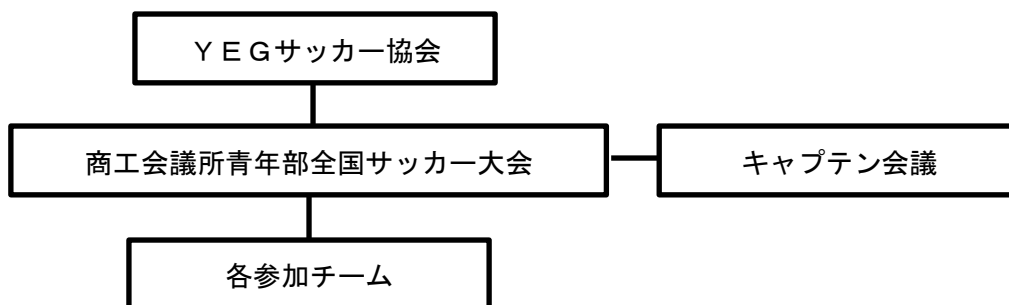 ＹＥＧサッカー協会
商工会議所青年部全国サッカー大会
キャプテン会議
各参加チーム